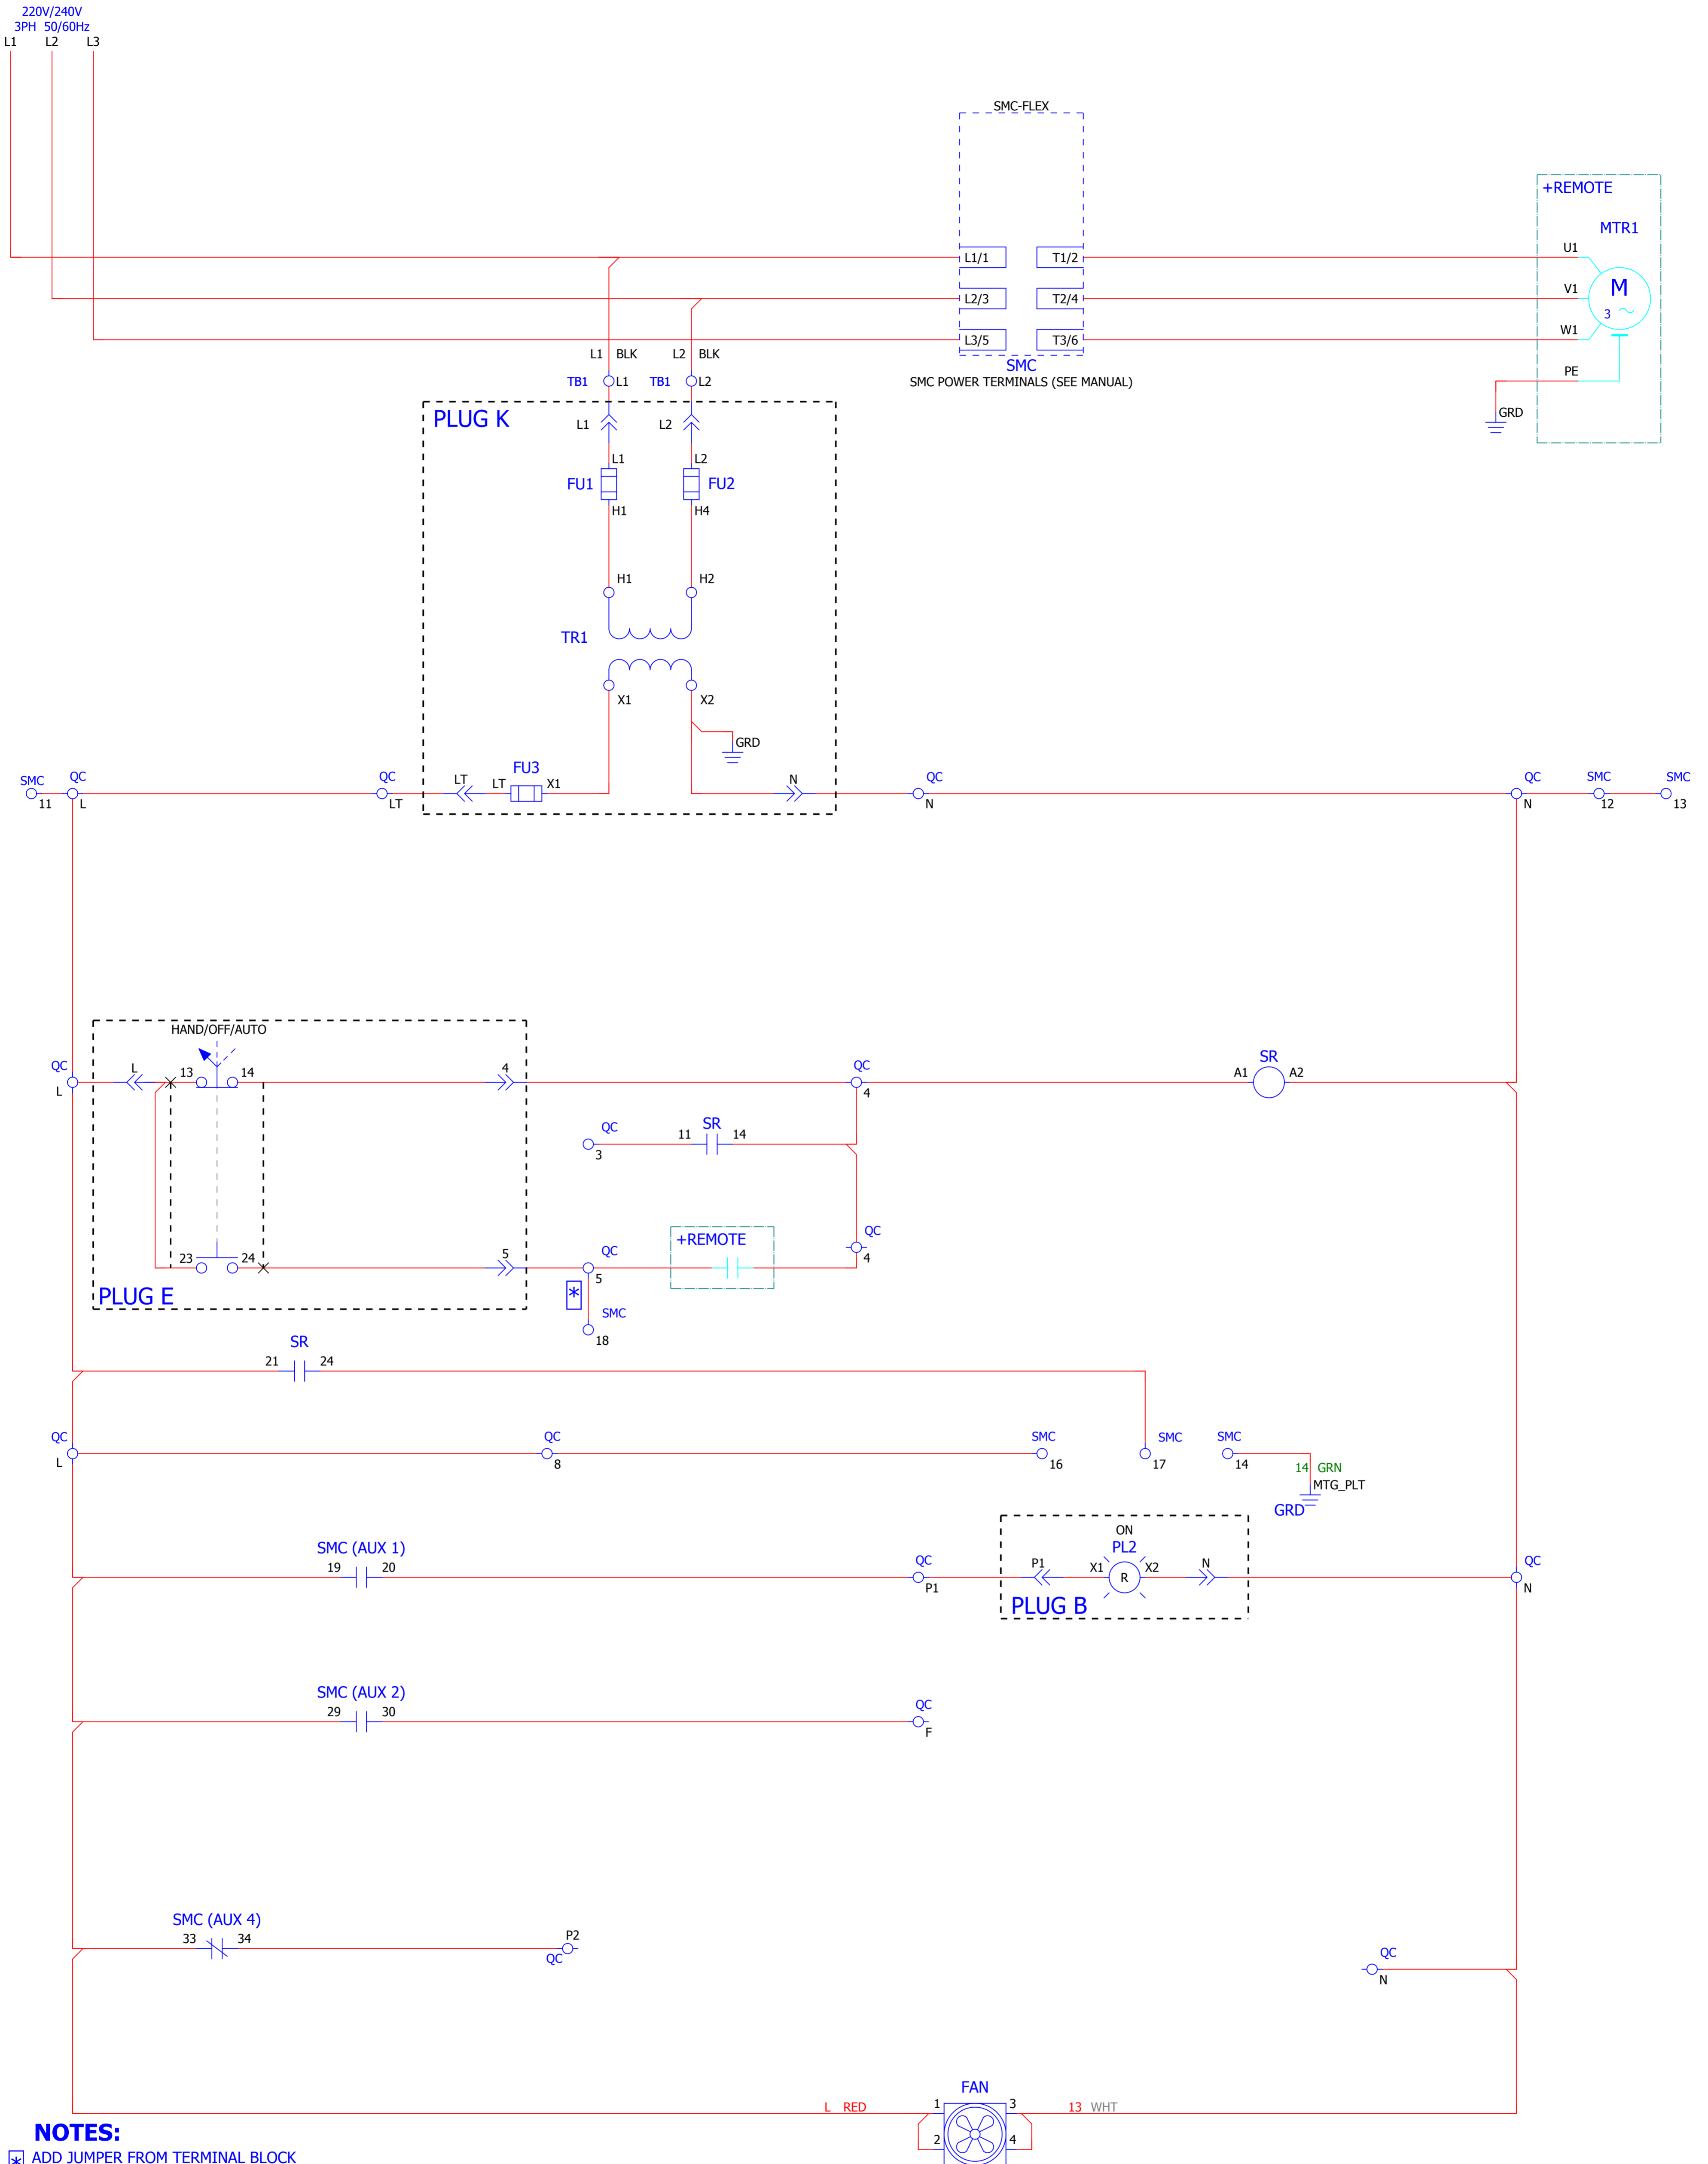 220V/240V
3PH 50/60Hz
L1 L2 L3
SMC-FLEX
+REMOTE
MTR1
U1
L1/1 T1/2
M
3
V1
L2/3 T2/4
W1
L3/5 T3/6
L1 BLK L2 BLK
SMC
SMC POWER TERMINALS (SEE MANUAL)
PE
TB1 L1 TB1 L2
GRD
PLUG K
L1 L2
L1 L2
FU1 FU2
H1 H4
H1 H2
TR1
X1 X2
GRD
SMC QC QC LT LT FU3 X1 N QC QC SMC SMC
11 L LT N N 12 13
HAND/OFF/AUTO
QC L 13 14 4 QC SR
L 4 A1 A2
QC 11 SR 14
3
QC
4
+REMOTE
23 24 5 QC
5
PLUG E
*
SMC
18
SR
21 24
QC QC SMC SMC SMC
L 8 16 17 14
14 GRN
MTG_PLT
GRD
ON
SMC (AUX 1)
19 20
QC P1 X1 PL2 X2 N QC
P1 R N
PLUG B
SMC (AUX 2)
29 30
QC
F
SMC (AUX 4)
33 34
P2
QC
QC
N
FAN
L RED 1 3 13 WHT
2 4
NOTES:
* ADD JUMPER FROM TERMINAL BLOCK